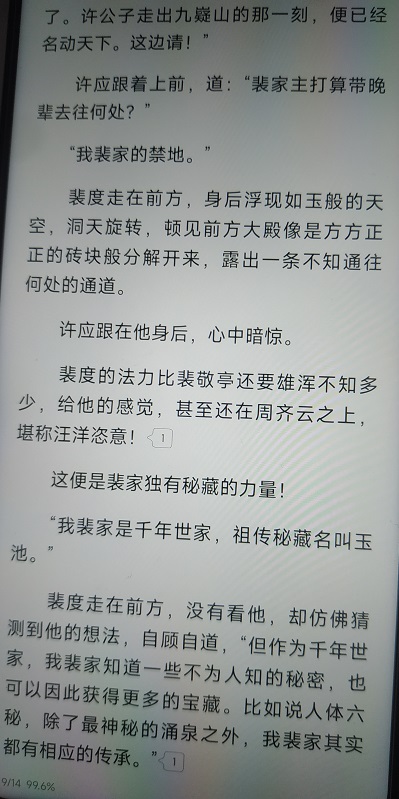 了。许公子走出九嶷山的那一刻，便已经
名动天下。这边请！”
许应跟着上前，道：“裴家主打算带晚
辈去往何处？”
“我裴家的禁地。”
裴度走在前方，身后浮现如玉般的天
空，洞天旋转，顿见前方大殿像是方方正
正的砖块般分解开来，露出一条不知通往
何处的通道。
许应跟在他身后，心中暗惊。
裴度的法力比裴敬亭还要雄浑不知多
少，给他的感觉，甚至还在周齐云之上，
堪称汪洋恣意！ 1
这便是裴家独有秘藏的力量！
“我裴家是千年世家，祖传秘藏名叫玉
池。”
裴度走在前方，没有看他，却仿佛猜
测到他的想法，自顾自道，“但作为千年世
家，我裴家知道一些不为人知的秘密，也
可以因此获得更多的宝藏。比如说人体六
秘，除了最神秘的涌泉之外，我裴家其实
都有相应的传承。” 1
9/14 99.6%